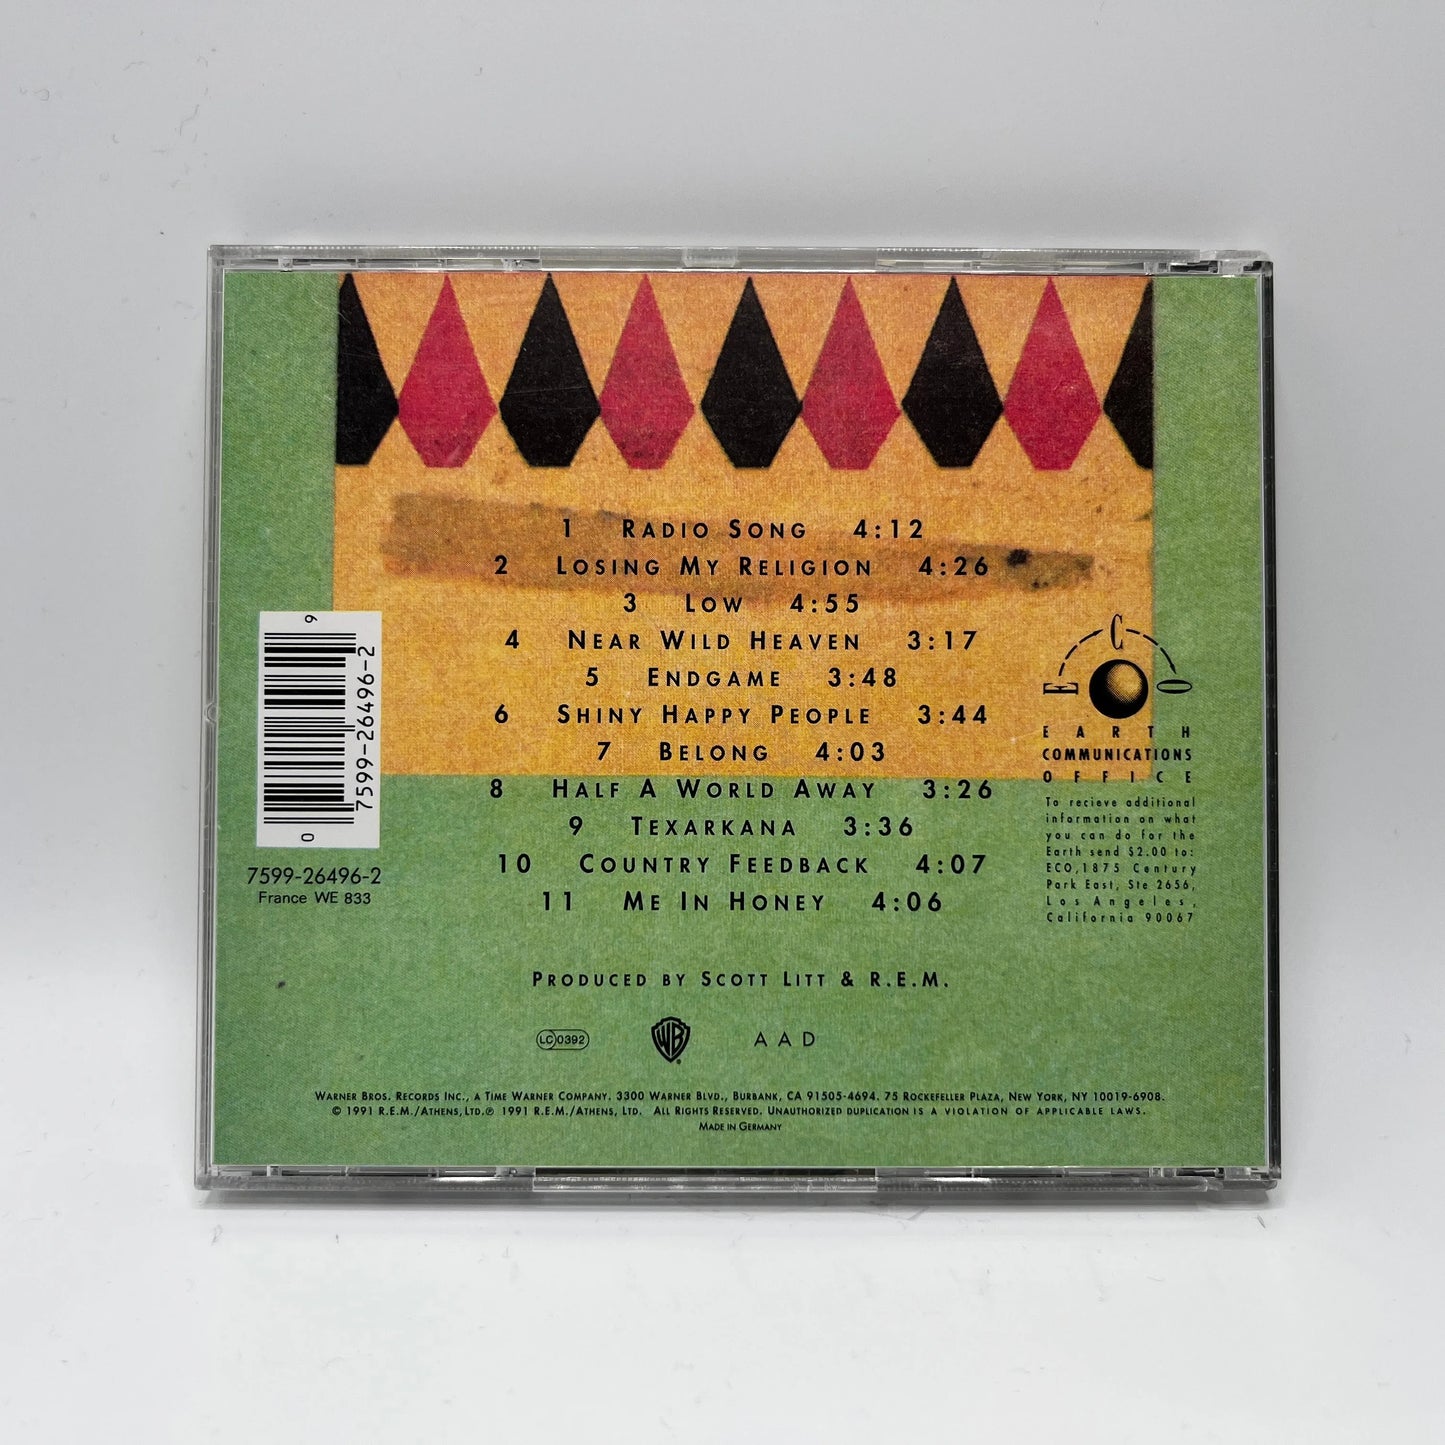 1 RADIO SONG 4:12
2 LOSING MY RELIGION 4:26
3 LOW 4:55
4 NEAR WILD HEAVEN 3:17
5 ENDGAME 3:48
6 SHINY HAPPY PEOPLE 3:44
7 BELONG 4:03
8 HALF A WORLD AWAY 3:26
9 TEXARKANA 3:36
10 COUNTRY FEEDBACK 4:07
11 ME IN HONEY 4:06
9
7599-26496-2
0
7599-26496-2
France WE 833
E C O
EARTH
COMMUNICATIONS
OFFICE
To recieve additional
information on what
you can do for the
Earth send $2.00 to:
ECO,1875 Century
Park East, Ste 2656,
Los Angeles,
California 90067
PRODUCED BY SCOTT LITT & R.E.M.
LC 0392 WB ® AAD
WARNER BROS. RECORDS INC., A TIME WARNER COMPANY. 3300 WARNER BLVD., BURBANK, CA 91505-4694. 75 ROCKEFELLER PLAZA, NEW YORK, NY 10019-6908.
© 1991 R.E.M./ATHENS, LTD.℗ 1991 R.E.M./ATHENS, LTD. ALL RIGHTS RESERVED. UNAUTHORIZED DUPLICATION IS A VIOLATION OF APPLICABLE LAWS.
MADE IN GERMANY